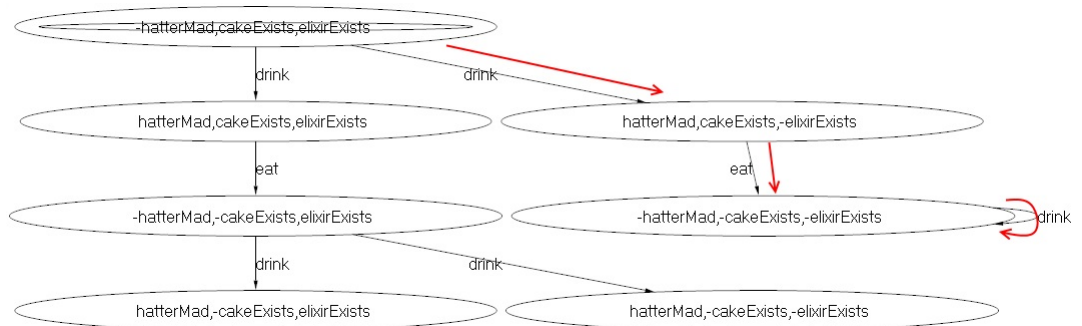 -hatterMad,cakeExists,elixirExists
drink
drink
hatterMad,cakeExists,elixirExists
hatterMad,cakeExists,-elixirExists
eat
eat
-hatterMad,-cakeExists,elixirExists
-hatterMad,-cakeExists,-elixirExists
drink
drink
drink
hatterMad,-cakeExists,elixirExists
hatterMad,-cakeExists,-elixirExists